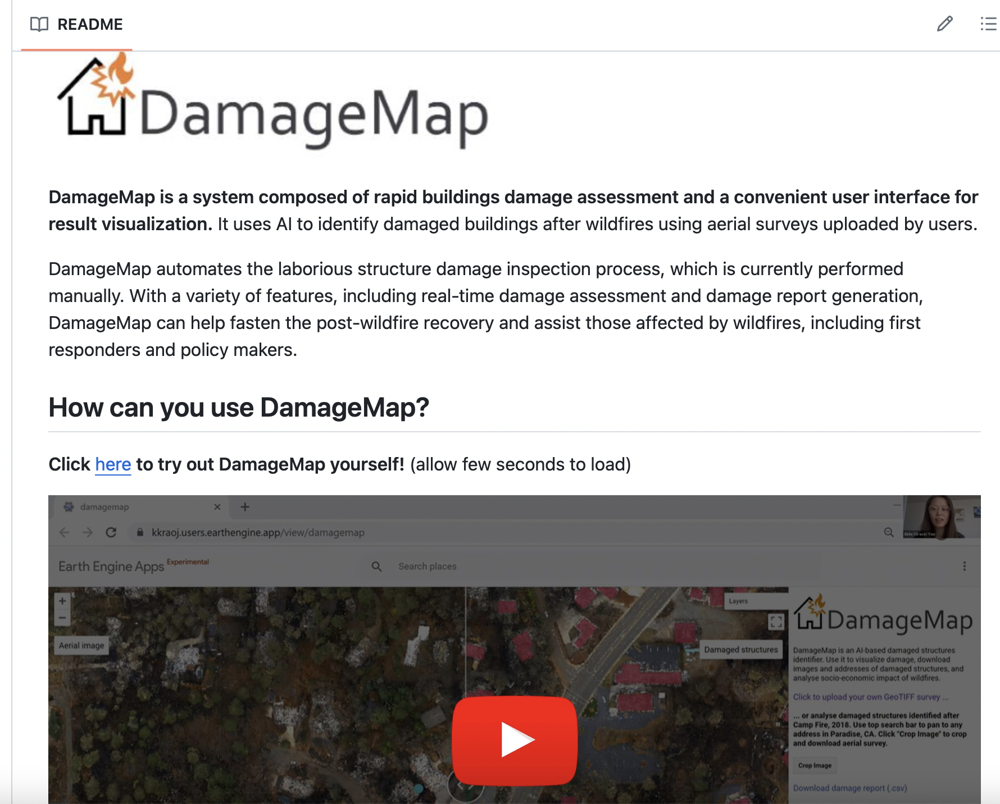 README
DamageMap
DamageMap is a system composed of rapid buildings damage assessment and a convenient user interface for
result visualization. It uses AI to identify damaged buildings after wildfires using aerial surveys uploaded by users.
DamageMap automates the laborious structure damage inspection process, which is currently performed
manually. With a variety of features, including real-time damage assessment and damage report generation,
DamageMap can help fasten the post-wildfire recovery and assist those affected by wildfires, including first
responders and policy makers.
How can you use DamageMap?
Click here to try out DamageMap yourself! (allow few seconds to load)
damagemap
kkraoj.users.earthengine.app/view/damagemap
Earth Engine Apps Experimental
Search places
Aerial image
Layers
Damaged structures
DamageMap
DamageMap is an AI-based damaged structures
identifier. Use it to visualize damage, download
images and addresses of damaged structures, and
analyse socio-economic impact of wildfires.
Click to upload your own GeoTIFF survey ...
... or analyse damaged structures identified after
Camp Fire, 2018. Use top search bar to pan to any
address in Paradise, CA. Click "Crop Image" to crop
and download aerial survey.
Crop Image
Download damage report (.csv)